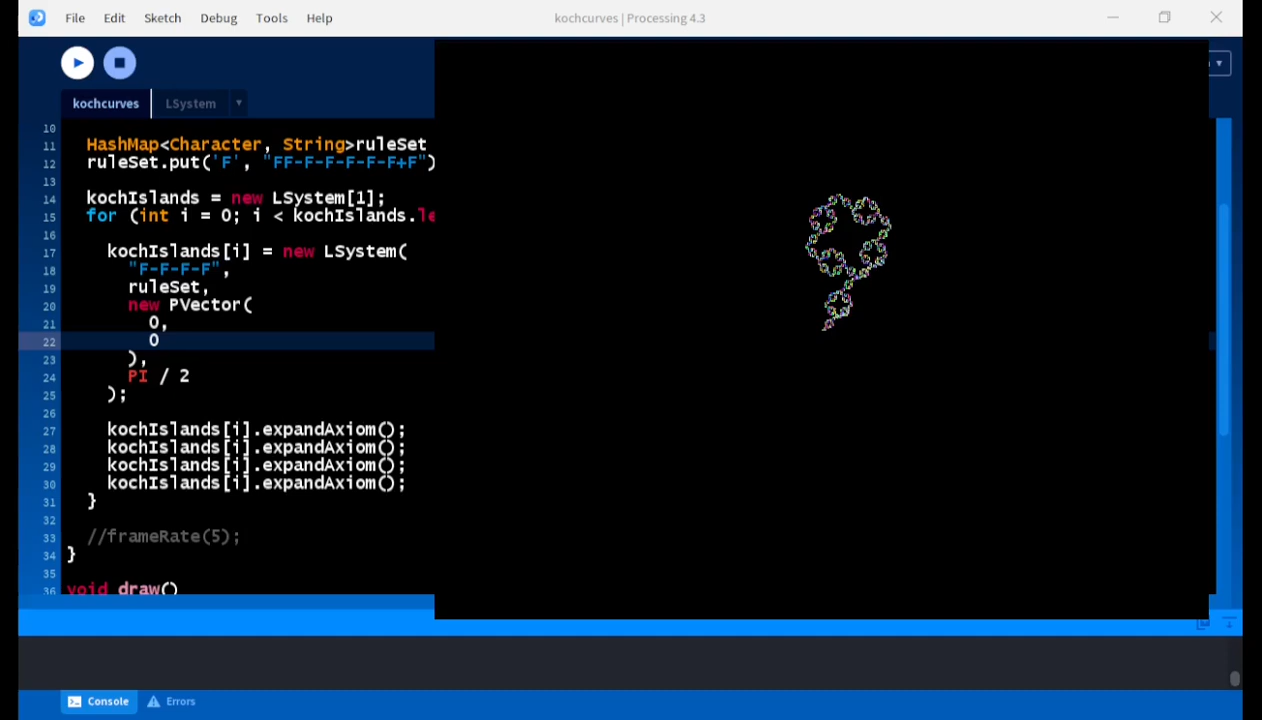 File Edit Sketch Debug Tools Help kochcurves | Processing 4.3
kochcurves LSystem
10
11 HashMap<Character, String>ruleSet
12 ruleSet.put('F', "FF-F-F-F-F-F+F")
13
14 kochIslands = new LSystem[1];
15 for (int i = 0; i < kochIslands.le
16
17 kochIslands[i] = new LSystem(
18 "F-F-F-F",
19 ruleSet,
20 new PVector(
21 0,
22 0
23 ),
24 PI / 2
25 );
26
27 kochIslands[i].expandAxiom();
28 kochIslands[i].expandAxiom();
29 kochIslands[i].expandAxiom();
30 kochIslands[i].expandAxiom();
31 }
32
33 //frameRate(5);
34 }
35
36 void draw()
Console Errors